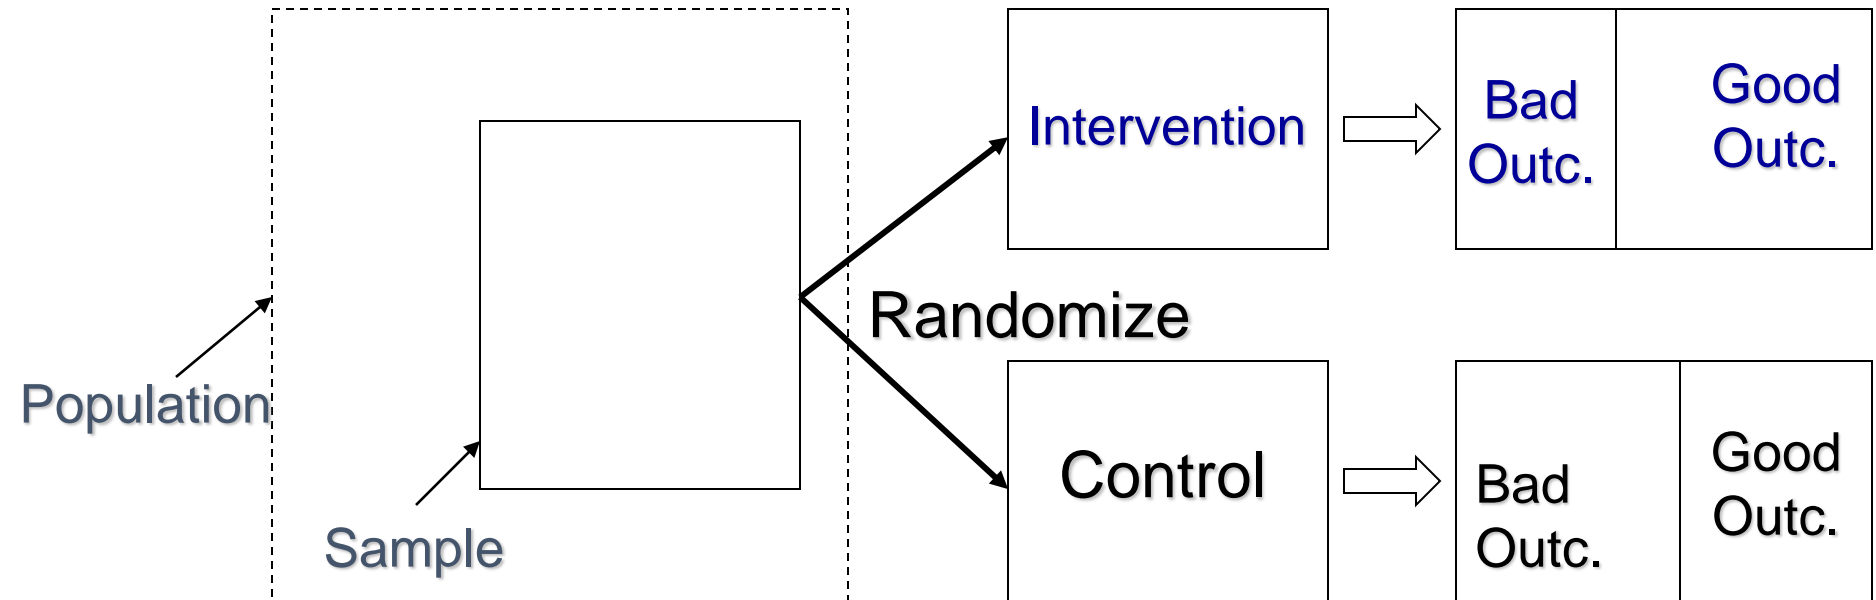 Population
Sample
Randomize
Intervention
Bad
Outc.
Good
Outc.
Control
Bad
Outc.
Good
Outc.